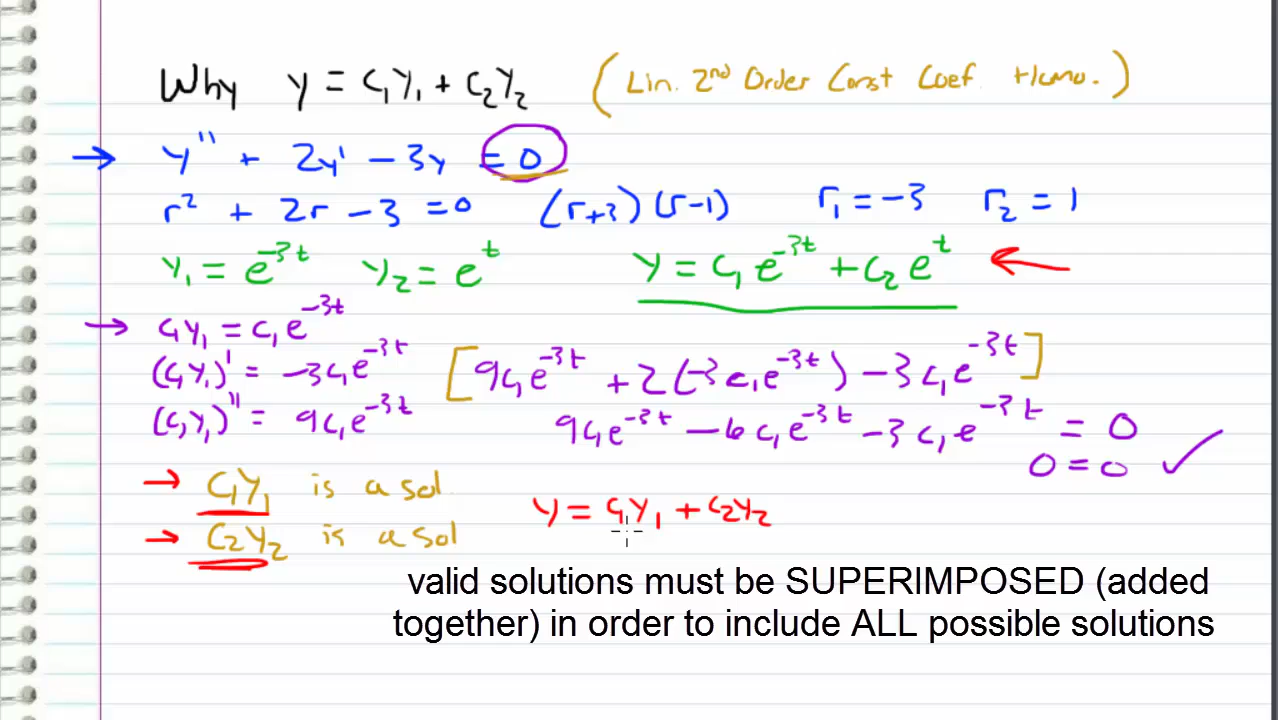 Why y = c₁y₁ + c₂y₂ (Lin. 2nd Order Const Coef. Homo.)
→ y'' + 2y' − 3y = 0
r² + 2r − 3 = 0 (r+3)(r−1) r₁ = −3 r₂ = 1
y₁ = e^{−3t} y₂ = e^{t} y = c₁e^{−3t} + c₂e^{t} ←
→ c₁y₁ = c₁e^{−3t}
(c₁y₁)' = −3c₁e^{−3t} [9c₁e^{−3t} + 2(−3c₁e^{−3t}) − 3c₁e^{−3t}]
(c₁y₁)'' = 9c₁e^{−3t} 9c₁e^{−3t} − 6c₁e^{−3t} − 3c₁e^{−3t} = 0
0 = 0 ✓
→ c₁y₁ is a sol.
y = c₁y₁ + c₂y₂
→ c₂y₂ is a sol
valid solutions must be SUPERIMPOSED (added
together) in order to include ALL possible solutions